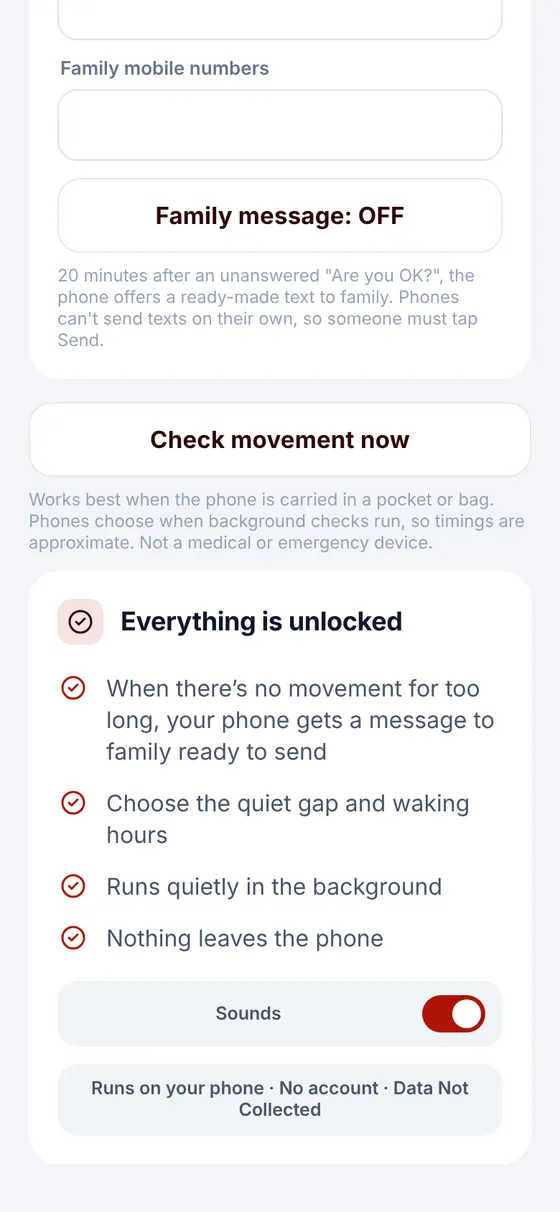 Family mobile numbers
Family message: OFF
20 minutes after an unanswered "Are you OK?", the
phone offers a ready-made text to family. Phones
can't send texts on their own, so someone must tap
Send.
Check movement now
Works best when the phone is carried in a pocket or bag.
Phones choose when background checks run, so timings are
approximate. Not a medical or emergency device.
Everything is unlocked
When there’s no movement for too
long, your phone gets a message to
family ready to send
Choose the quiet gap and waking
hours
Runs quietly in the background
Nothing leaves the phone
Sounds
Runs on your phone · No account · Data Not
Collected